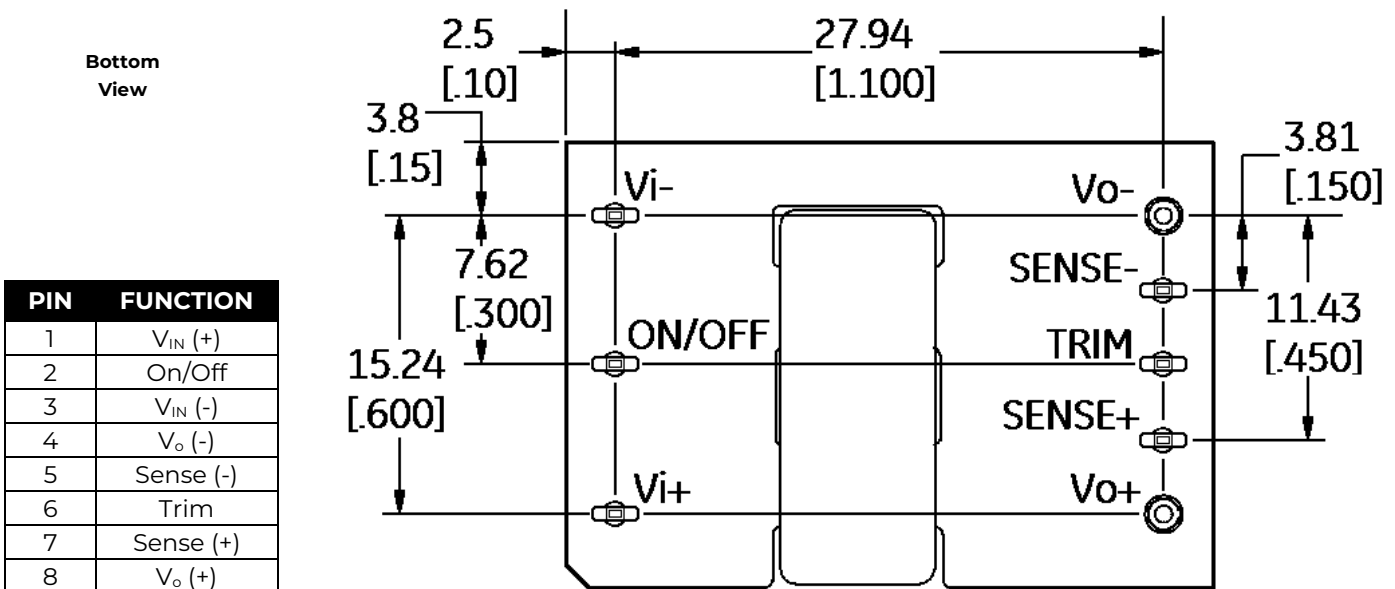 Bottom
View
2.5
[.10]
27.94
[1.100]
3.8
[.15]
3.81
[.150]
Vi-
Vo-
7.62
[.300]
SENSE-
11.43
[.450]
ON/OFF
TRIM
15.24
[.600]
SENSE+
Vi+
Vo+
PIN FUNCTION
1 VIN (+)
2 On/Off
3 VIN (-)
4 Vo (-)
5 Sense (-)
6 Trim
7 Sense (+)
8 Vo (+)